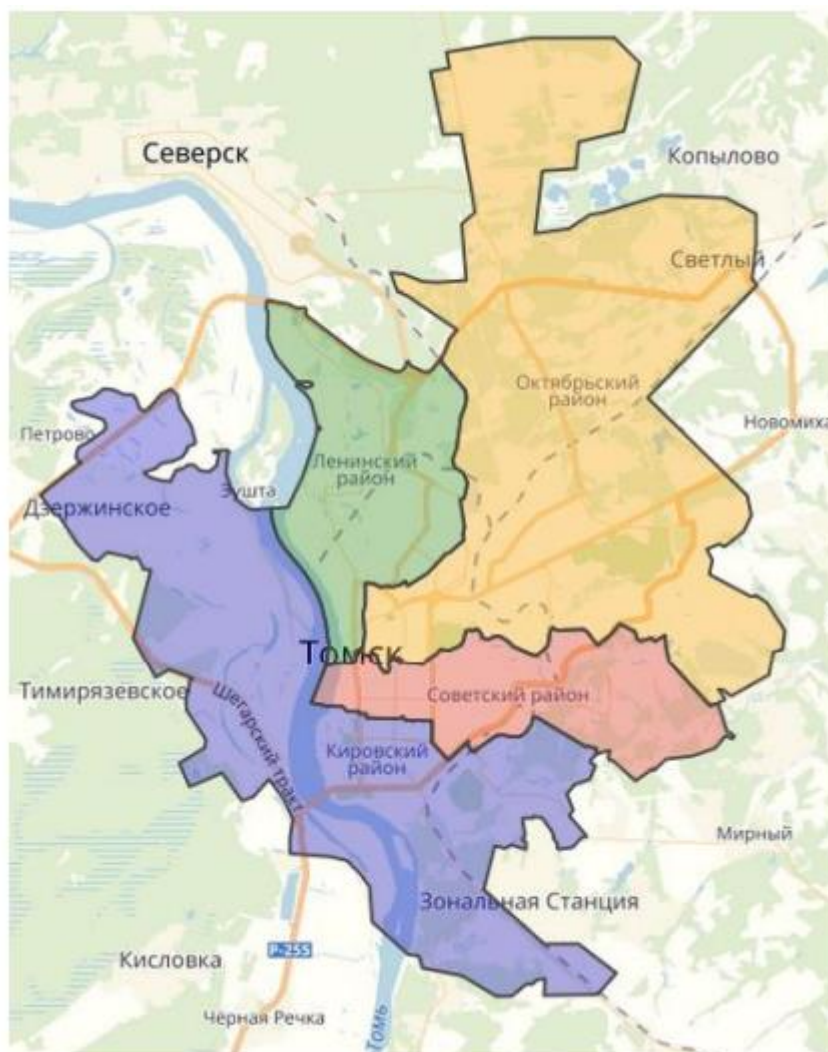 Северск
Копылово
Светлый
Октябрьский
район
Петрово
Новомиха
Ленинский
район
Эушта
Дзержинское
Томск
Тимирязевское
Советский район
Шегарский тракт
Кировский
район
Мирный
Зональная Станция
Р-255
Кисловка
Чёрная Речка
Томь